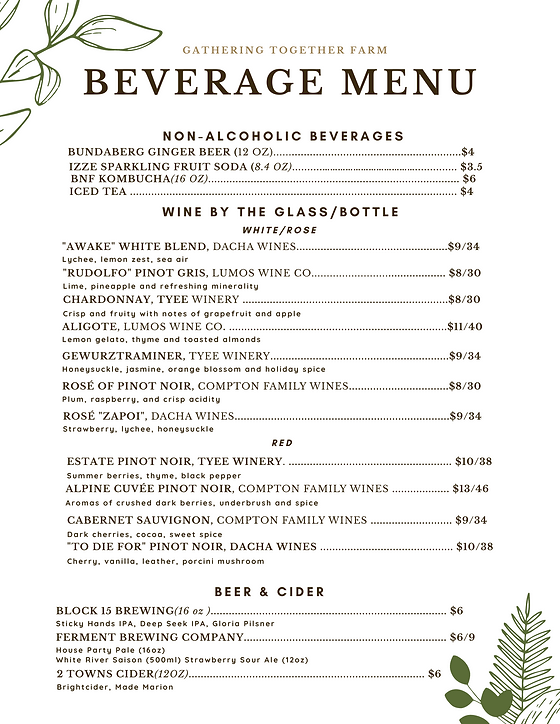 GATHERING TOGETHER FARM
BEVERAGE MENU
NON-ALCOHOLIC BEVERAGES
BUNDABERG GINGER BEER (12 OZ)..........$4
IZZE SPARKLING FRUIT SODA (8.4 OZ).......... $3.5
BNF KOMBUCHA(16 OZ).......... $6
ICED TEA .......... $4
WINE BY THE GLASS/BOTTLE
WHITE/ROSE
"AWAKE" WHITE BLEND, DACHA WINES..........$9/34
Lychee, lemon zest, sea air
"RUDOLFO" PINOT GRIS, LUMOS WINE CO.......... $8/30
Lime, pineapple and refreshing minerality
CHARDONNAY, TYEE WINERY ..........$8/30
Crisp and fruity with notes of grapefruit and apple
ALIGOTE, LUMOS WINE CO. ..........$11/40
Lemon gelato, thyme and toasted almonds
GEWURZTRAMINER, TYEE WINERY..........$9/34
Honeysuckle, jasmine, orange blossom and holiday spice
ROSÉ OF PINOT NOIR, COMPTON FAMILY WINES..........$8/30
Plum, raspberry, and crisp acidity
ROSÉ "ZAPOI", DACHA WINES..........$9/34
Strawberry, lychee, honeysuckle
RED
ESTATE PINOT NOIR, TYEE WINERY. .......... $10/38
Summer berries, thyme, black pepper
ALPINE CUVÉE PINOT NOIR, COMPTON FAMILY WINES .......... $13/46
Aromas of crushed dark berries, underbrush and spice
CABERNET SAUVIGNON, COMPTON FAMILY WINES .......... $9/34
Dark cherries, cocoa, sweet spice
"TO DIE FOR" PINOT NOIR, DACHA WINES .......... $10/38
Cherry, vanilla, leather, porcini mushroom
BEER & CIDER
BLOCK 15 BREWING(16 oz ).......... $6
Sticky Hands IPA, Deep Seek IPA, Gloria Pilsner
FERMENT BREWING COMPANY.......... $6/9
House Party Pale (16oz)
White River Saison (500ml) Strawberry Sour Ale (12oz)
2 TOWNS CIDER(12OZ).......... $6
Brightcider, Made Marion